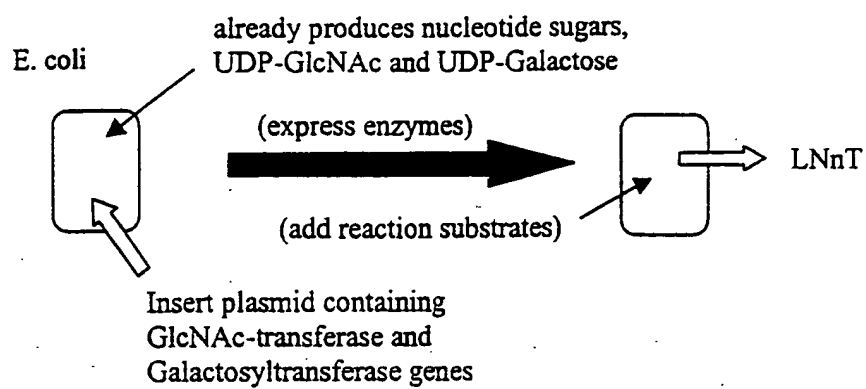 already produces nucleotide sugars,
E. coli
UDP-GlcNAc and UDP-Galactose
(express enzymes)
LNnT
(add reaction substrates)
Insert plasmid containing
GlcNAc-transferase and
Galactosyltransferase genes